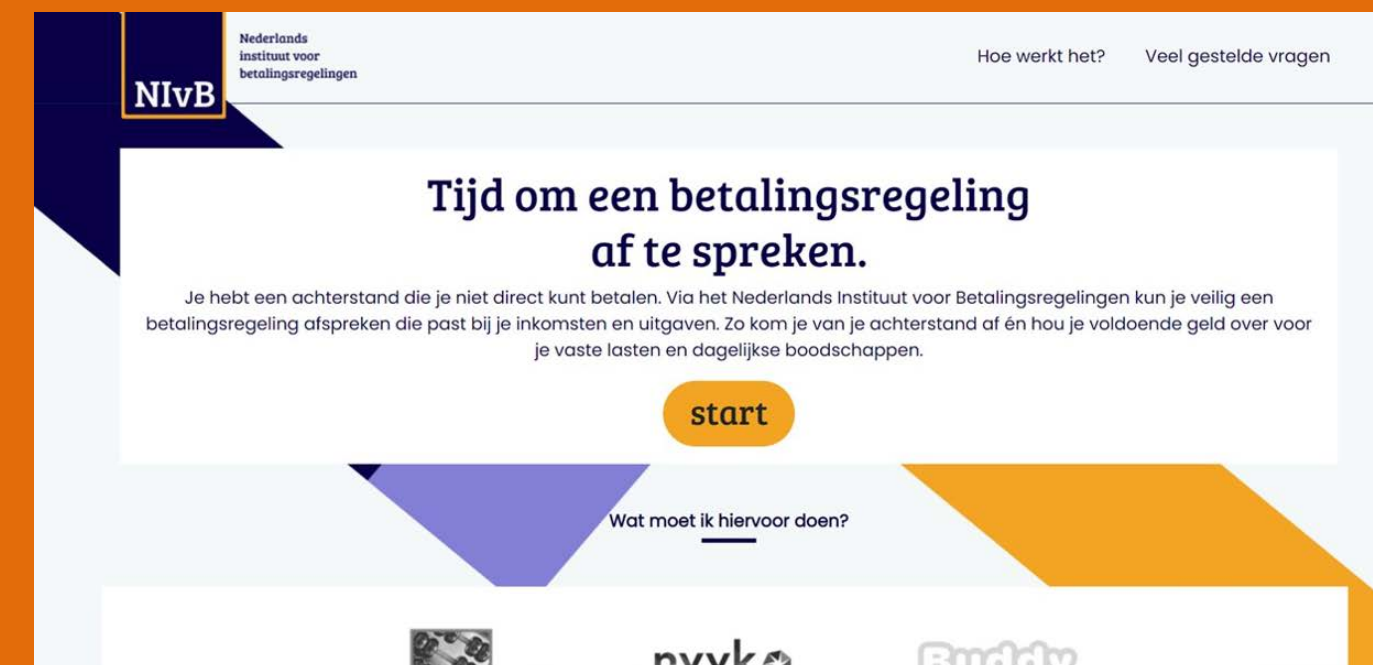 Nederlands
instituut voor
betalingsregelingen
NIvB
Hoe werkt het? Veel gestelde vragen
Tijd om een betalingsregeling
af te spreken.
Je hebt een achterstand die je niet direct kunt betalen. Via het Nederlands Instituut voor Betalingsregelingen kun je veilig een
betalingsregeling afspreken die past bij je inkomsten en uitgaven. Zo kom je van je achterstand af én hou je voldoende geld over voor
je vaste lasten en dagelijkse boodschappen.
start
Wat moet ik hiervoor doen?
Buddy